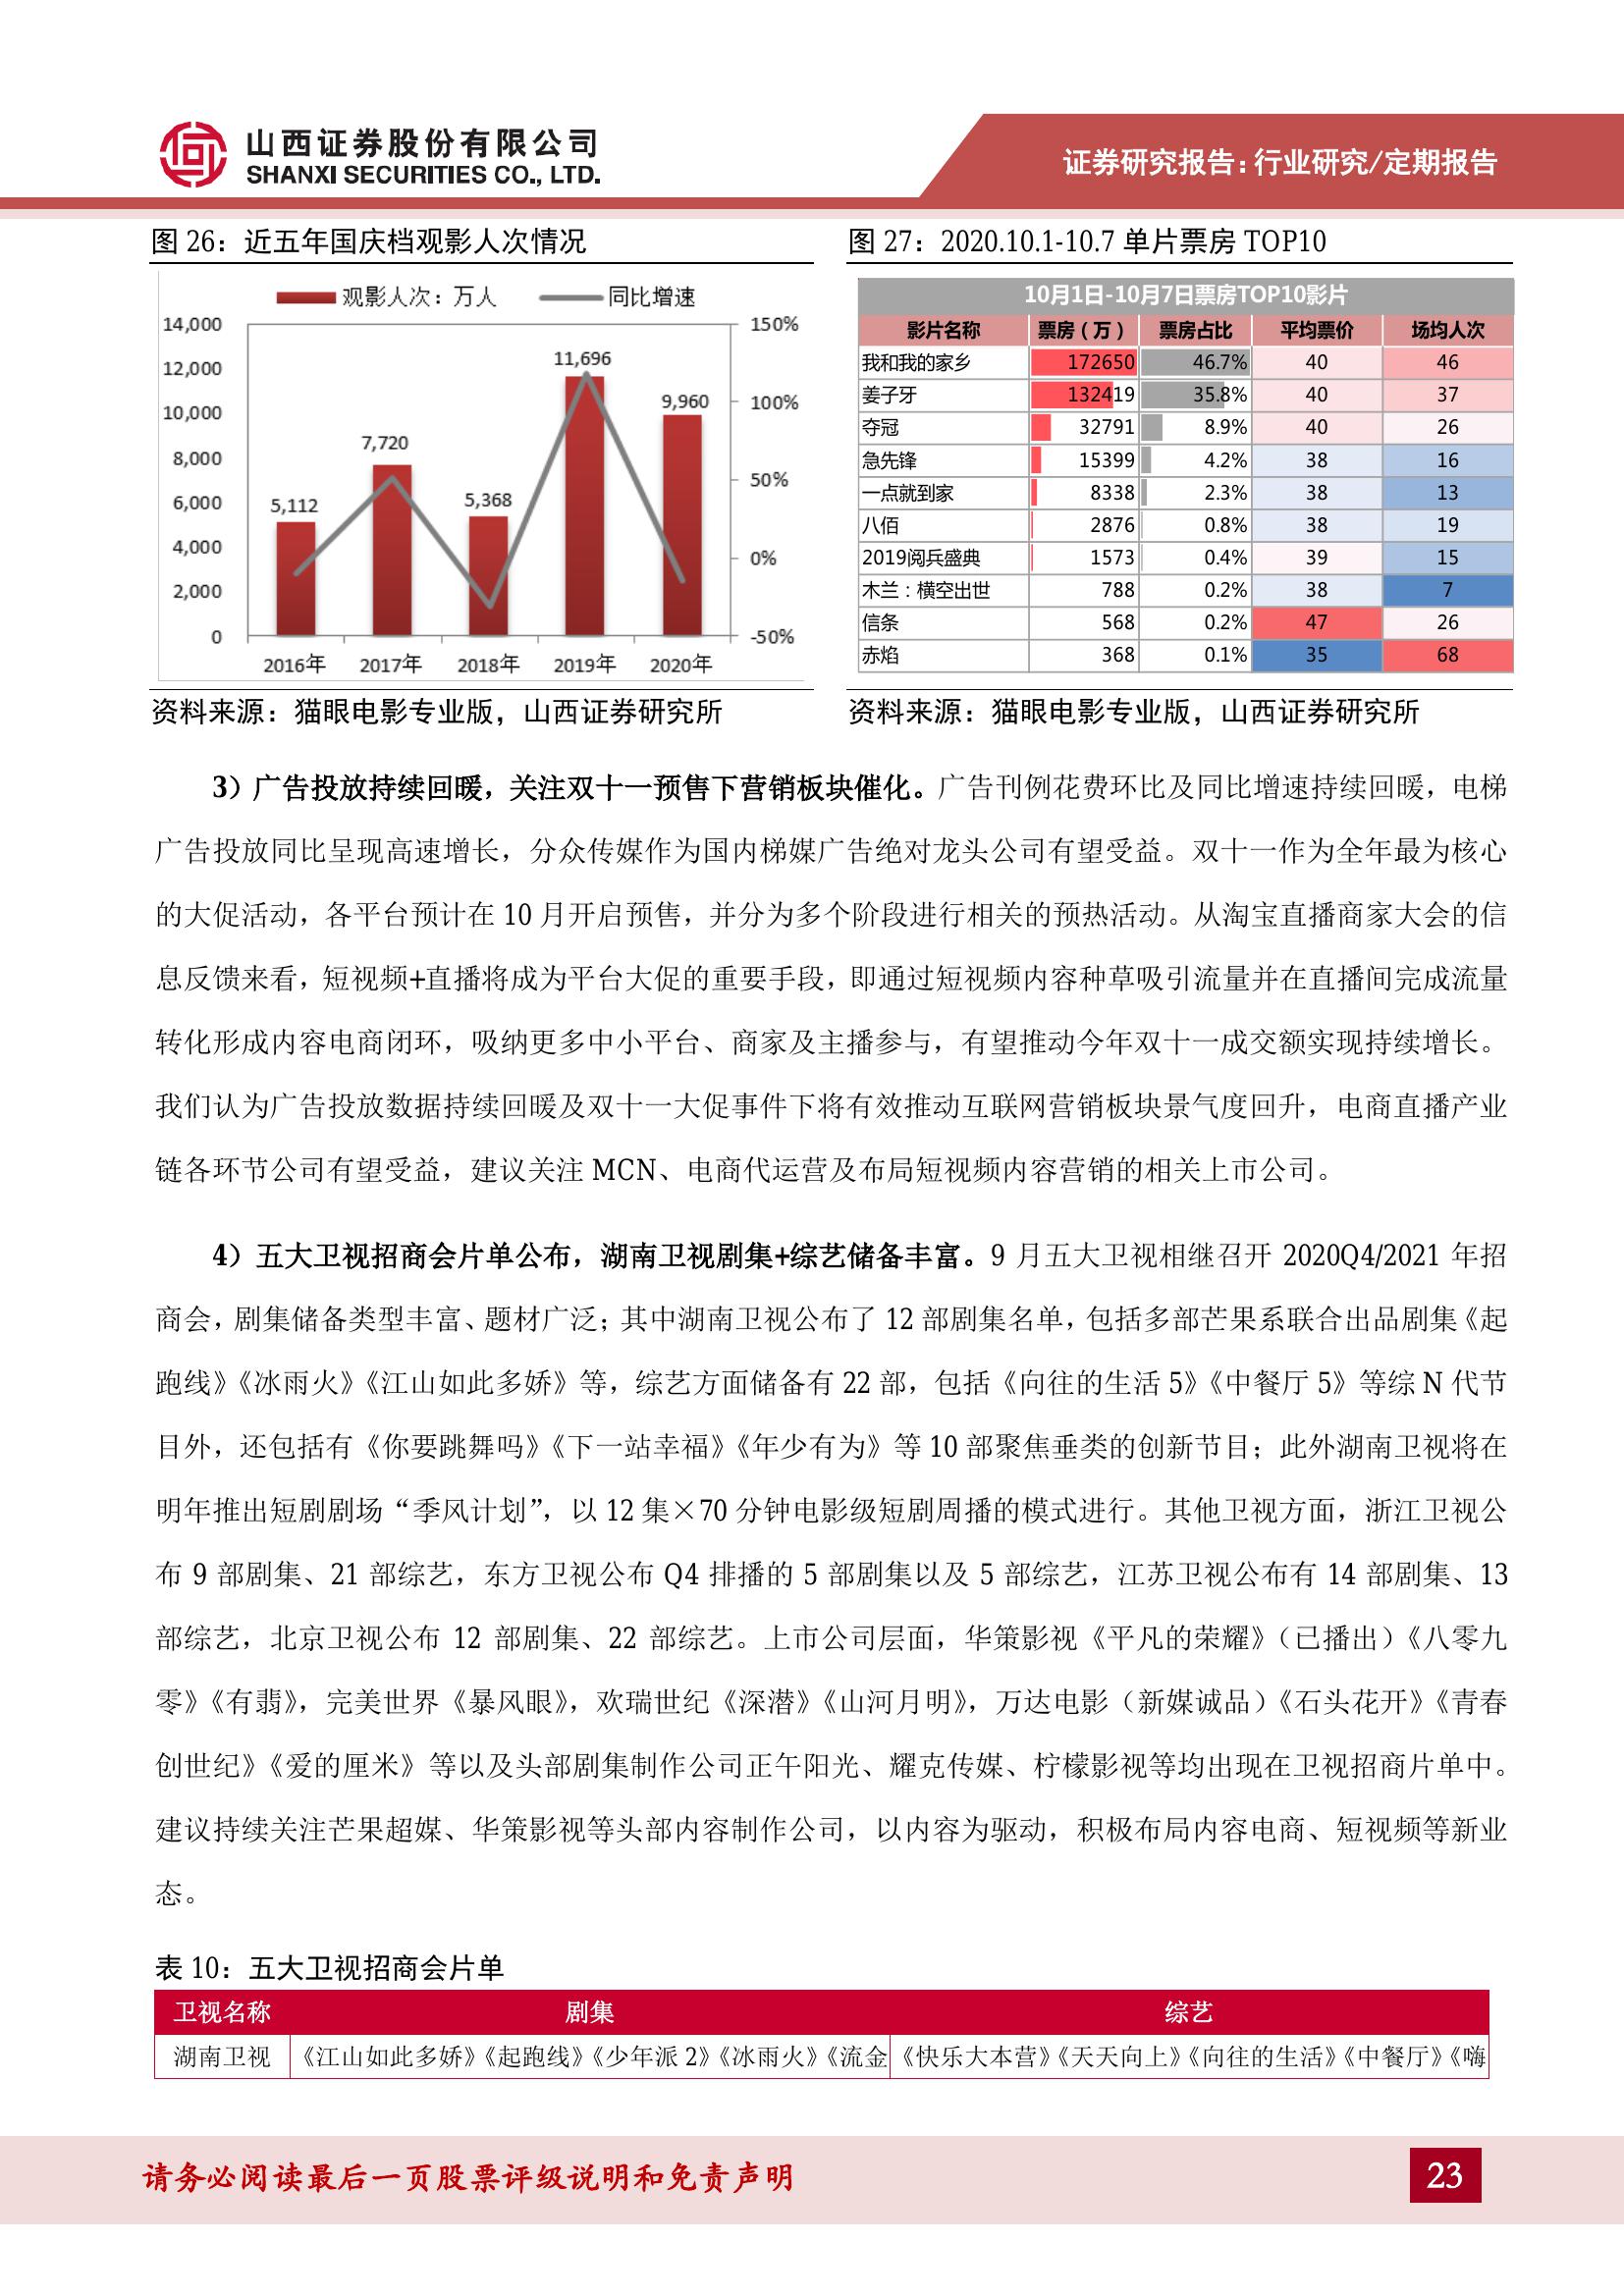 山西证券股份有限公司
SHANXI SECURITIES CO., LTD.
证券研究报告：行业研究/定期报告
图 26：近五年国庆档观影人次情况
观影人次：万人 同比增速
14,000
12,000
10,000
8,000
6,000
4,000
2,000
0
150%
100%
50%
0%
-50%
5,112
7,720
5,368
11,696
9,960
2016年 2017年 2018年 2019年 2020年
资料来源：猫眼电影专业版，山西证券研究所
图 27：2020.10.1-10.7 单片票房 TOP10
10月1日-10月7日票房TOP10影片
影片名称 票房（万） 票房占比 平均票价 场均人次
我和我的家乡 172650 46.7% 40 46
姜子牙 132419 35.8% 40 37
夺冠 32791 8.9% 40 26
急先锋 15399 4.2% 38 16
一点就到家 8338 2.3% 38 13
八佰 2876 0.8% 38 19
2019阅兵盛典 1573 0.4% 39 15
木兰：横空出世 788 0.2% 38 7
信条 568 0.2% 47 26
赤焰 368 0.1% 35 68
资料来源：猫眼电影专业版，山西证券研究所
3）广告投放持续回暖，关注双十一预售下营销板块催化。广告刊例花费环比及同比增速持续回暖，电梯
广告投放同比呈现高速增长，分众传媒作为国内梯媒广告绝对龙头公司有望受益。双十一作为全年最为核心
的大促活动，各平台预计在 10 月开启预售，并分为多个阶段进行相关的预热活动。从淘宝直播商家大会的信
息反馈来看，短视频+直播将成为平台大促的重要手段，即通过短视频内容种草吸引流量并在直播间完成流量
转化形成内容电商闭环，吸纳更多中小平台、商家及主播参与，有望推动今年双十一成交额实现持续增长。
我们认为广告投放数据持续回暖及双十一大促事件下将有效推动互联网营销板块景气度回升，电商直播产业
链各环节公司有望受益，建议关注 MCN、电商代运营及布局短视频内容营销的相关上市公司。
4）五大卫视招商会片单公布，湖南卫视剧集+综艺储备丰富。9 月五大卫视相继召开 2020Q4/2021 年招
商会，剧集储备类型丰富、题材广泛；其中湖南卫视公布了 12 部剧集名单，包括多部芒果系联合出品剧集《起
跑线》《冰雨火》《江山如此多娇》等，综艺方面储备有 22 部，包括《向往的生活 5》《中餐厅 5》等综 N 代节
目外，还包括有《你要跳舞吗》《下一站幸福》《年少有为》等 10 部聚焦垂类的创新节目；此外湖南卫视将在
明年推出短剧剧场“季风计划”，以 12 集×70 分钟电影级短剧周播的模式进行。其他卫视方面，浙江卫视公
布 9 部剧集、21 部综艺，东方卫视公布 Q4 排播的 5 部剧集以及 5 部综艺，江苏卫视公布有 14 部剧集、13
部综艺，北京卫视公布 12 部剧集、22 部综艺。上市公司层面，华策影视《平凡的荣耀》（已播出）《八零九
零》《有翡》，完美世界《暴风眼》，欢瑞世纪《深潜》《山河月明》，万达电影（新媒诚品）《石头花开》《青春
创世纪》《爱的厘米》等以及头部剧集制作公司正午阳光、耀克传媒、柠檬影视等均出现在卫视招商片单中。
建议持续关注芒果超媒、华策影视等头部内容制作公司，以内容为驱动，积极布局内容电商、短视频等新业
态。
表 10：五大卫视招商会片单
卫视名称 剧集 综艺
湖南卫视 《江山如此多娇》《起跑线》《少年派 2》《冰雨火》《流金 《快乐大本营》《天天向上》《向往的生活》《中餐厅》《嗨
请务必阅读最后一页股票评级说明和免责声明
23